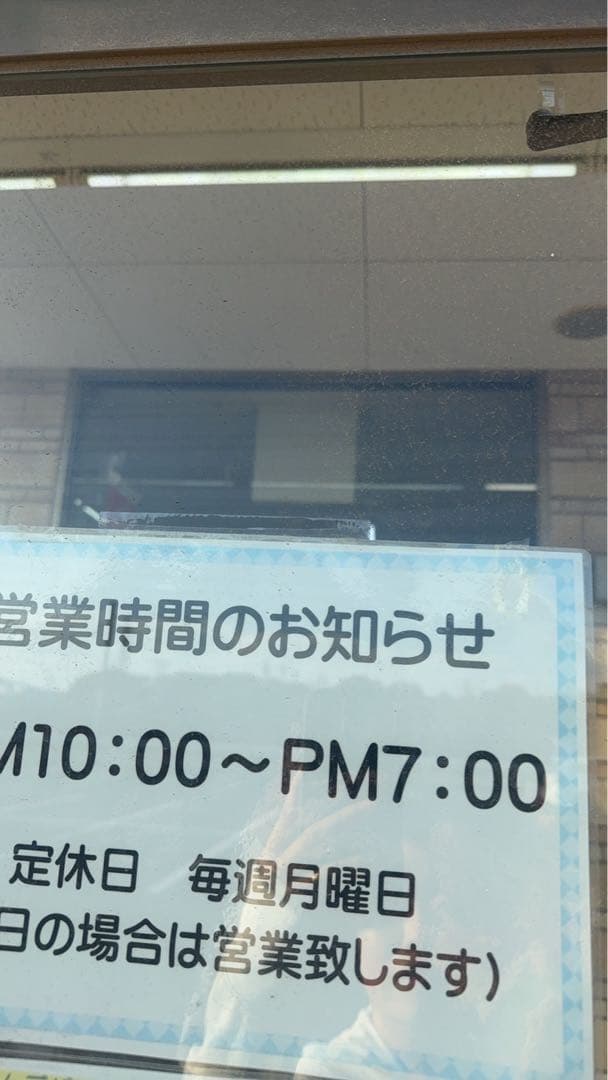 営業時間のお知らせ
M10:00～PM7:00
定休日　毎週月曜日
日の場合は営業致します)